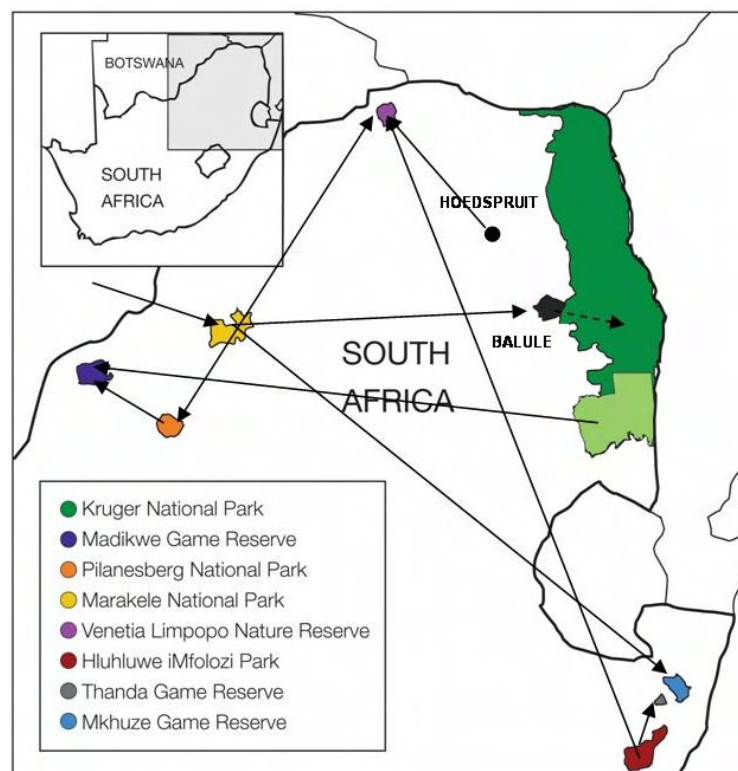 BOTSWANA
SOUTH
AFRICA
HOEDSPRUIT
BALULE
SOUTH
AFRICA
Kruger National Park
Madikwe Game Reserve
Pilanesberg National Park
Marakele National Park
Venetia Limpopo Nature Reserve
Hluhluwe iMfolozi Park
Thanda Game Reserve
Mkhuze Game Reserve